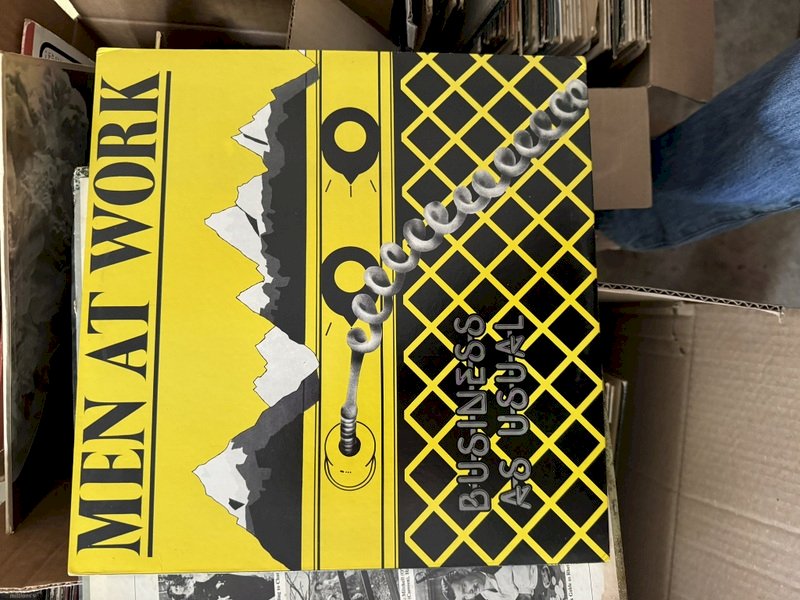 MEN AT WORK
BUSINESS
AS USUAL